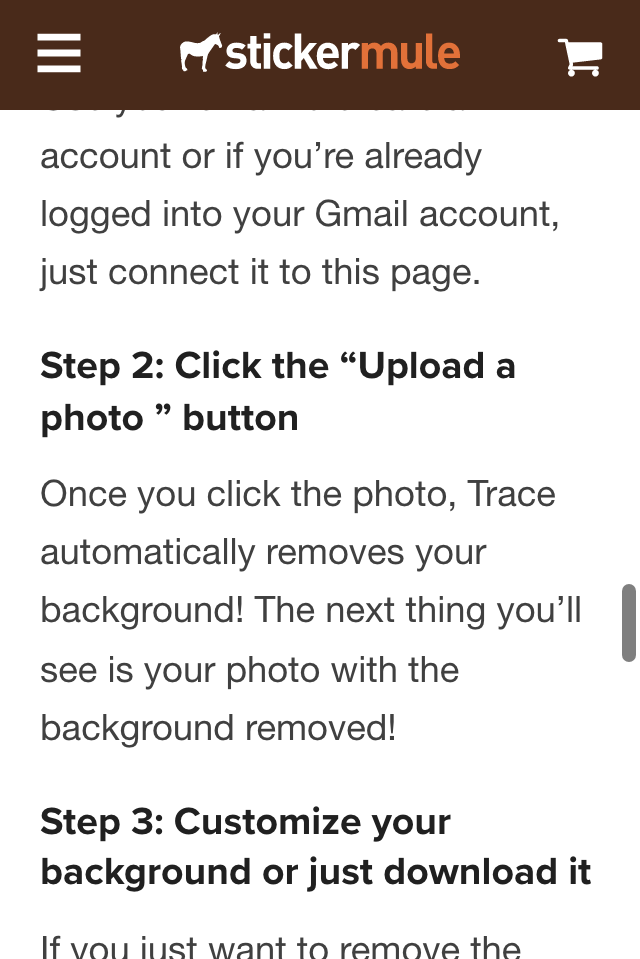 stickermule
account or if you’re already
logged into your Gmail account,
just connect it to this page.
Step 2: Click the “Upload a
photo ” button
Once you click the photo, Trace
automatically removes your
background! The next thing you’ll
see is your photo with the
background removed!
Step 3: Customize your
background or just download it
If you just want to remove the